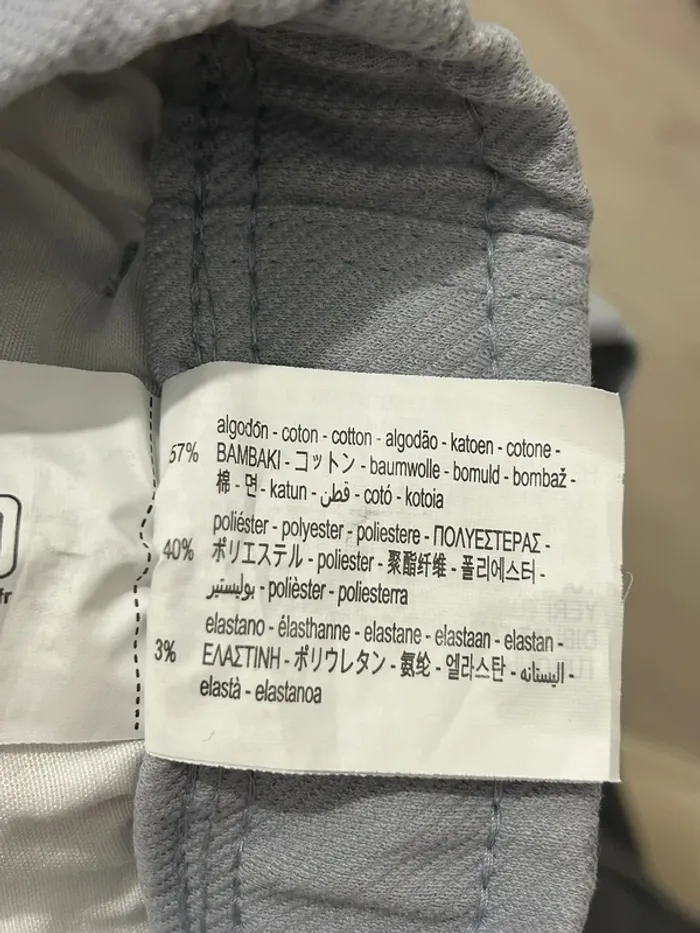 algodón - coton - cotton - algodão - katoen - cotone -
57% BAMBAKI - コットン - baumwolle - bomuld - bombaž -
棉 - 면 - katun - قطن - cotó - kotoia
poliéster - polyester - poliestere - ΠΟΛΥΕΣΤΕΡΑΣ -
40% ポリエステル - poliester - 聚酯纤维 - 폴리에스터 -
بوليستير - polièster - poliesterra
elastano - élasthanne - elastane - elastaan - elastan -
3% ΕΛΑΣΤΙΝΗ - ポリウレタン - 氨纶 - 엘라스탄 - اليستانه -
elastà - elastanoa
fr